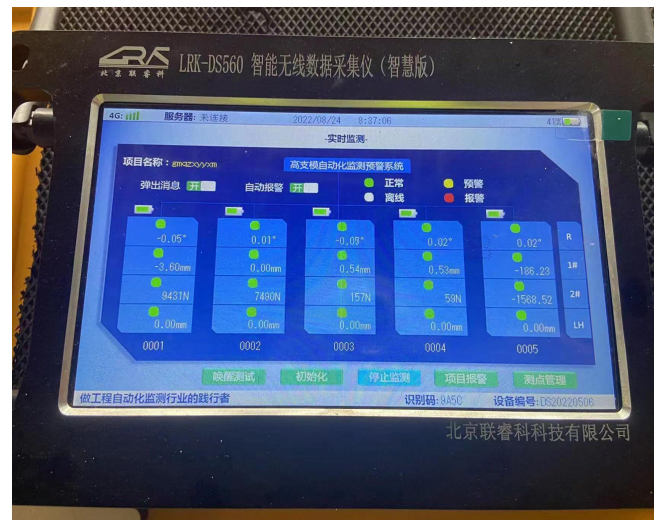 LRK
北京联睿科
LRK-DS560 智能无线数据采集仪（智慧版）
4G: 服务器: 未连接 2022/08/24 8:37:06
-实时监测-
项目名称：
高支模自动化监测预警系统
弹出消息 开 自动报警 开 正常 预警
离线 报警
-0.05° 0.01° -0.09° 0.02° 0.02° R
-3.60mm 0.00mm 0.54mm 0.53mm -186.23 1#
9431N 7490N 157N 59N -1568.52 2#
0.00mm 0.00mm 0.00mm 0.00mm 0.00mm LH
0001 0002 0003 0004 0005
唤醒测试 初始化 停止监测 项目报警 测点管理
做工程自动化监测行业的践行者 识别码:9A5C 设备编号:DS20220506
北京联睿科科技有限公司